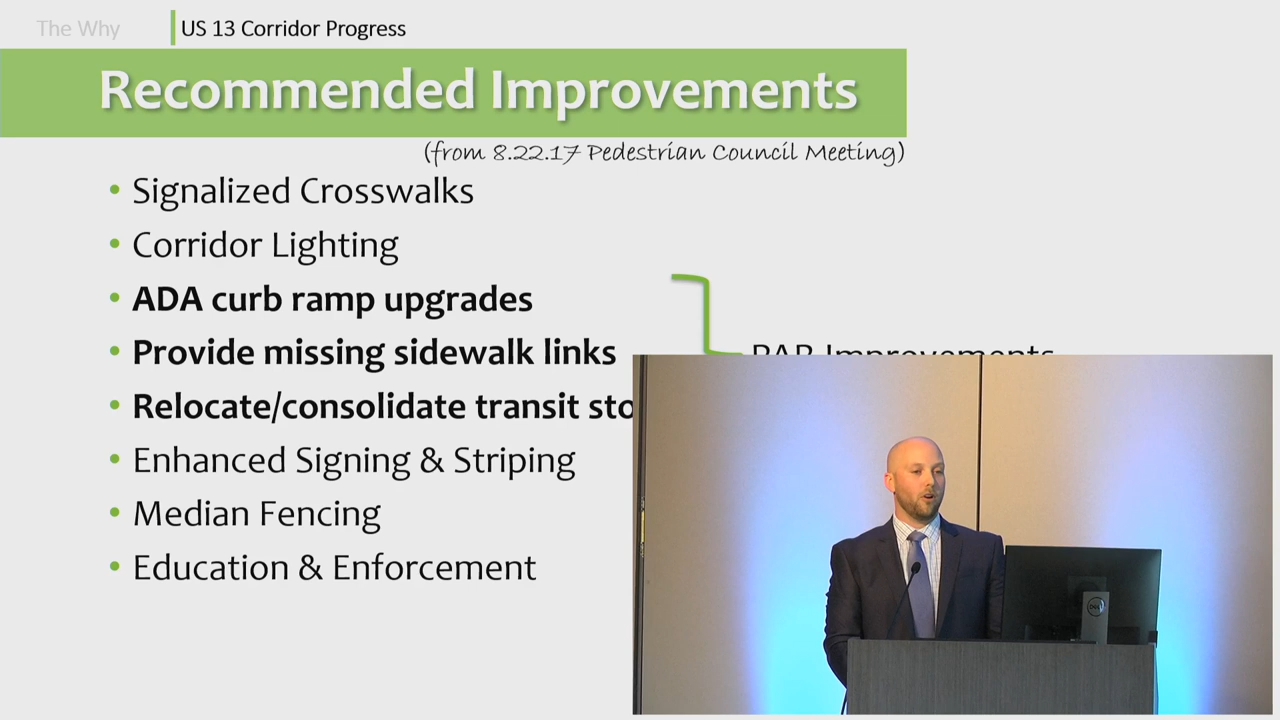 The Why
US 13 Corridor Progress
Recommended Improvements
(from 8.22.17 Pedestrian Council Meeting)
• Signalized Crosswalks
• Corridor Lighting
• ADA curb ramp upgrades
• Provide missing sidewalk links
• Relocate/consolidate transit sto
• Enhanced Signing & Striping
• Median Fencing
• Education & Enforcement
Improvements
DELL